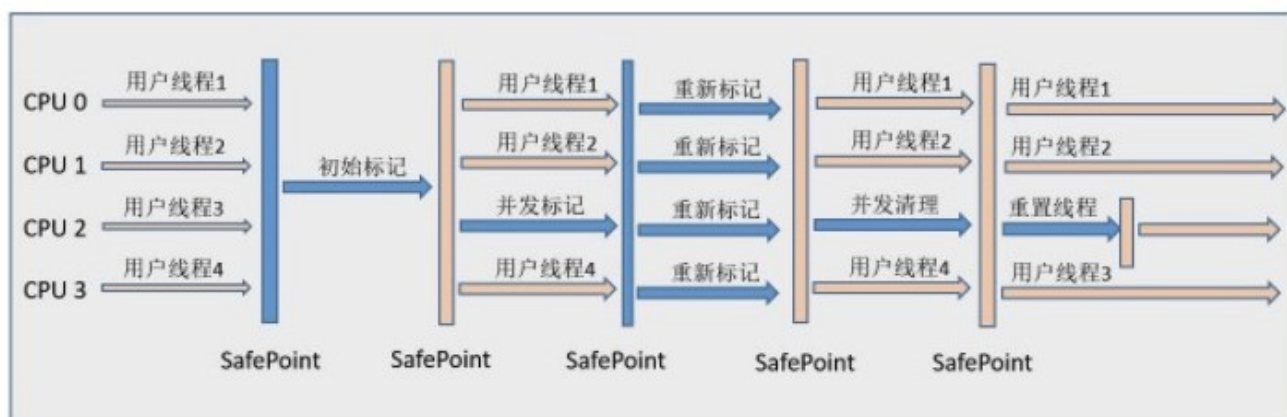 CPU 0 用户线程1 用户线程1 重新标记 用户线程1 用户线程1
CPU 1 用户线程2 初始标记 用户线程2 重新标记 用户线程2 用户线程2
CPU 2 用户线程3 并发标记 重新标记 并发清理 重置线程
CPU 3 用户线程4 用户线程4 重新标记 用户线程4 用户线程3
SafePoint SafePoint SafePoint SafePoint SafePoint